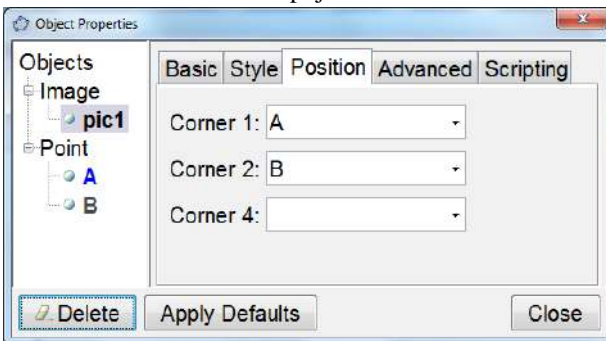 Object Properties
Objects
Image
pic1
Point
A
B
Basic Style Position Advanced Scripting
Corner 1: A
Corner 2: B
Corner 4:
Delete Apply Defaults Close